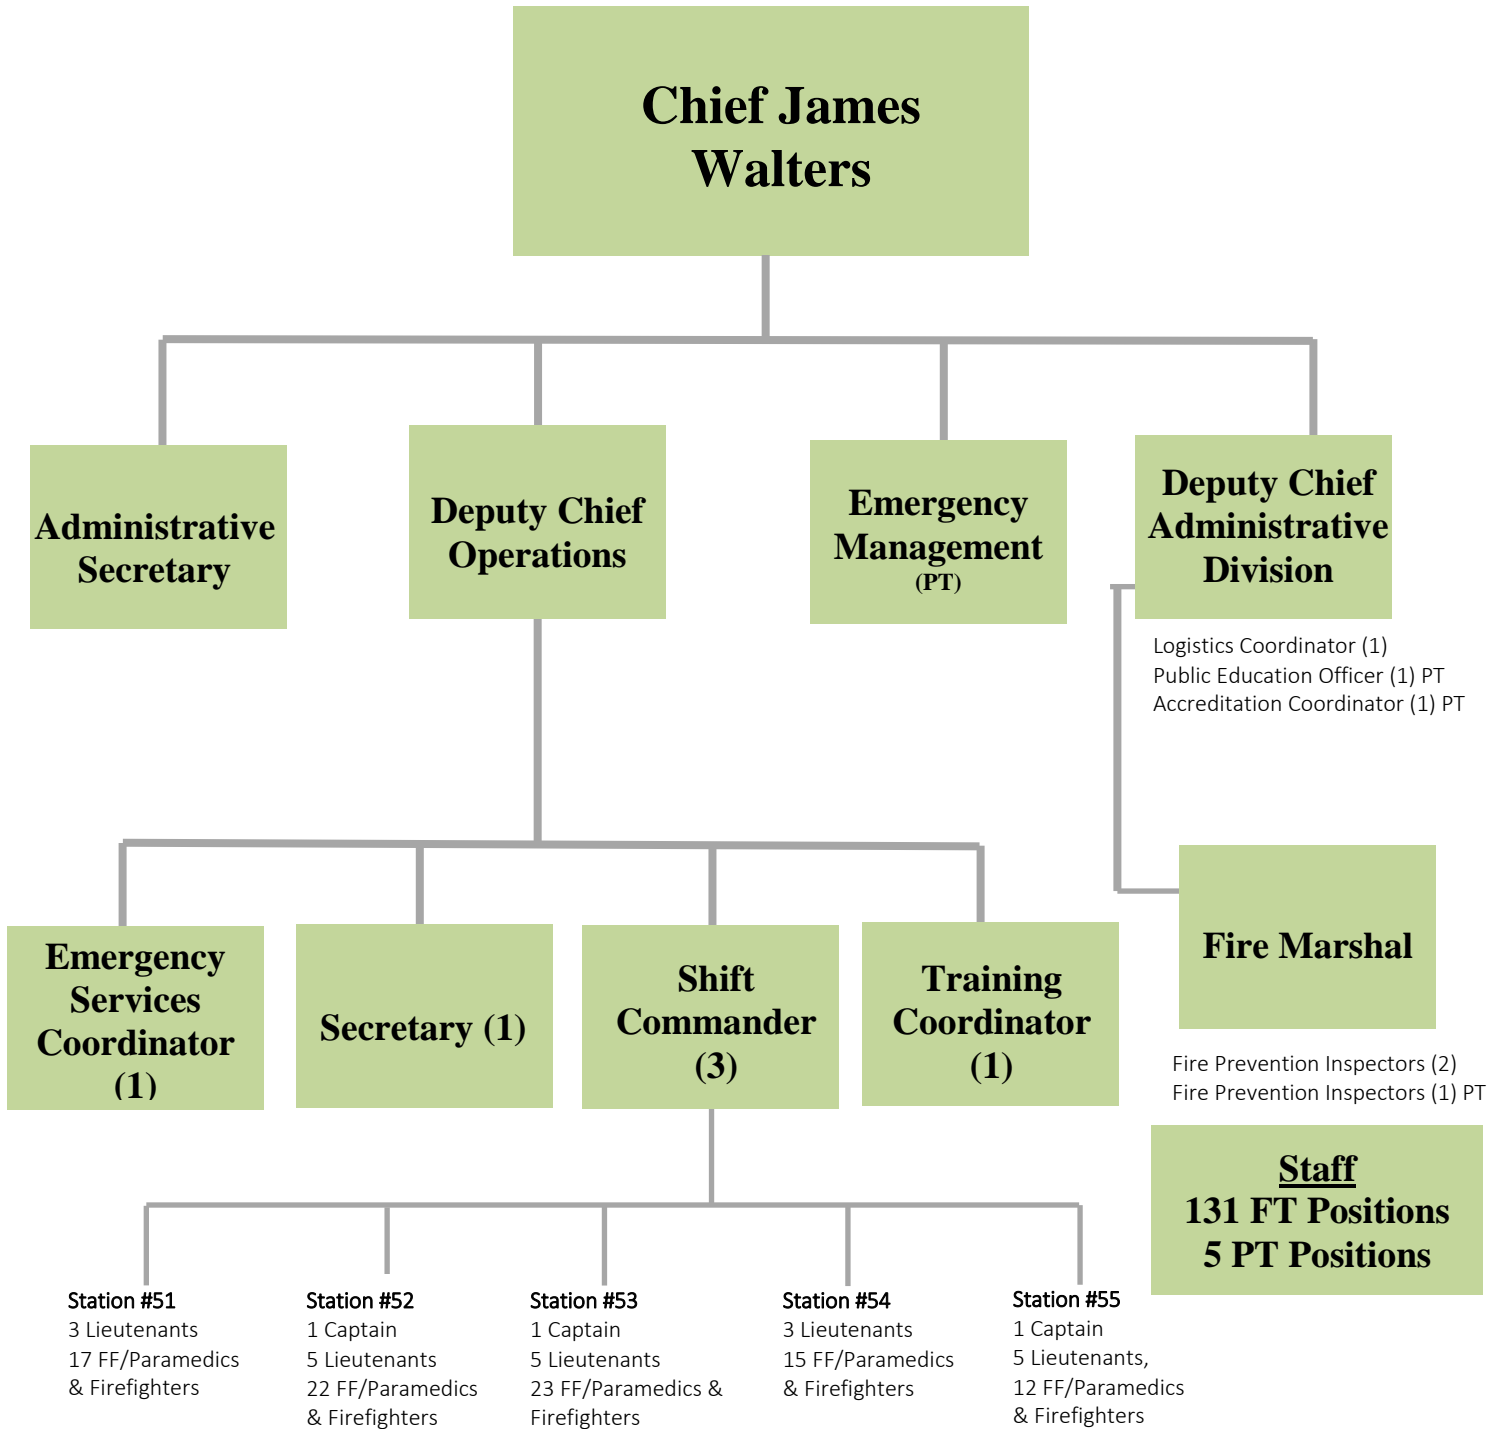 Chief James
Walters
Administrative
Secretary
Deputy Chief
Operations
Emergency
Management
(PT)
Deputy Chief
Administrative
Division
Logistics Coordinator (1)
Public Education Officer (1) PT
Accreditation Coordinator (1) PT
Emergency
Services
Coordinator
(1)
Secretary (1)
Shift
Commander
(3)
Training
Coordinator
(1)
Fire Marshal
Fire Prevention Inspectors (2)
Fire Prevention Inspectors (1) PT
Staff
131 FT Positions
5 PT Positions
Station #51
3 Lieutenants
17 FF/Paramedics
& Firefighters
Station #52
1 Captain
5 Lieutenants
22 FF/Paramedics
& Firefighters
Station #53
1 Captain
5 Lieutenants
23 FF/Paramedics &
Firefighters
Station #54
3 Lieutenants
15 FF/Paramedics
& Firefighters
Station #55
1 Captain
5 Lieutenants,
12 FF/Paramedics
& Firefighters